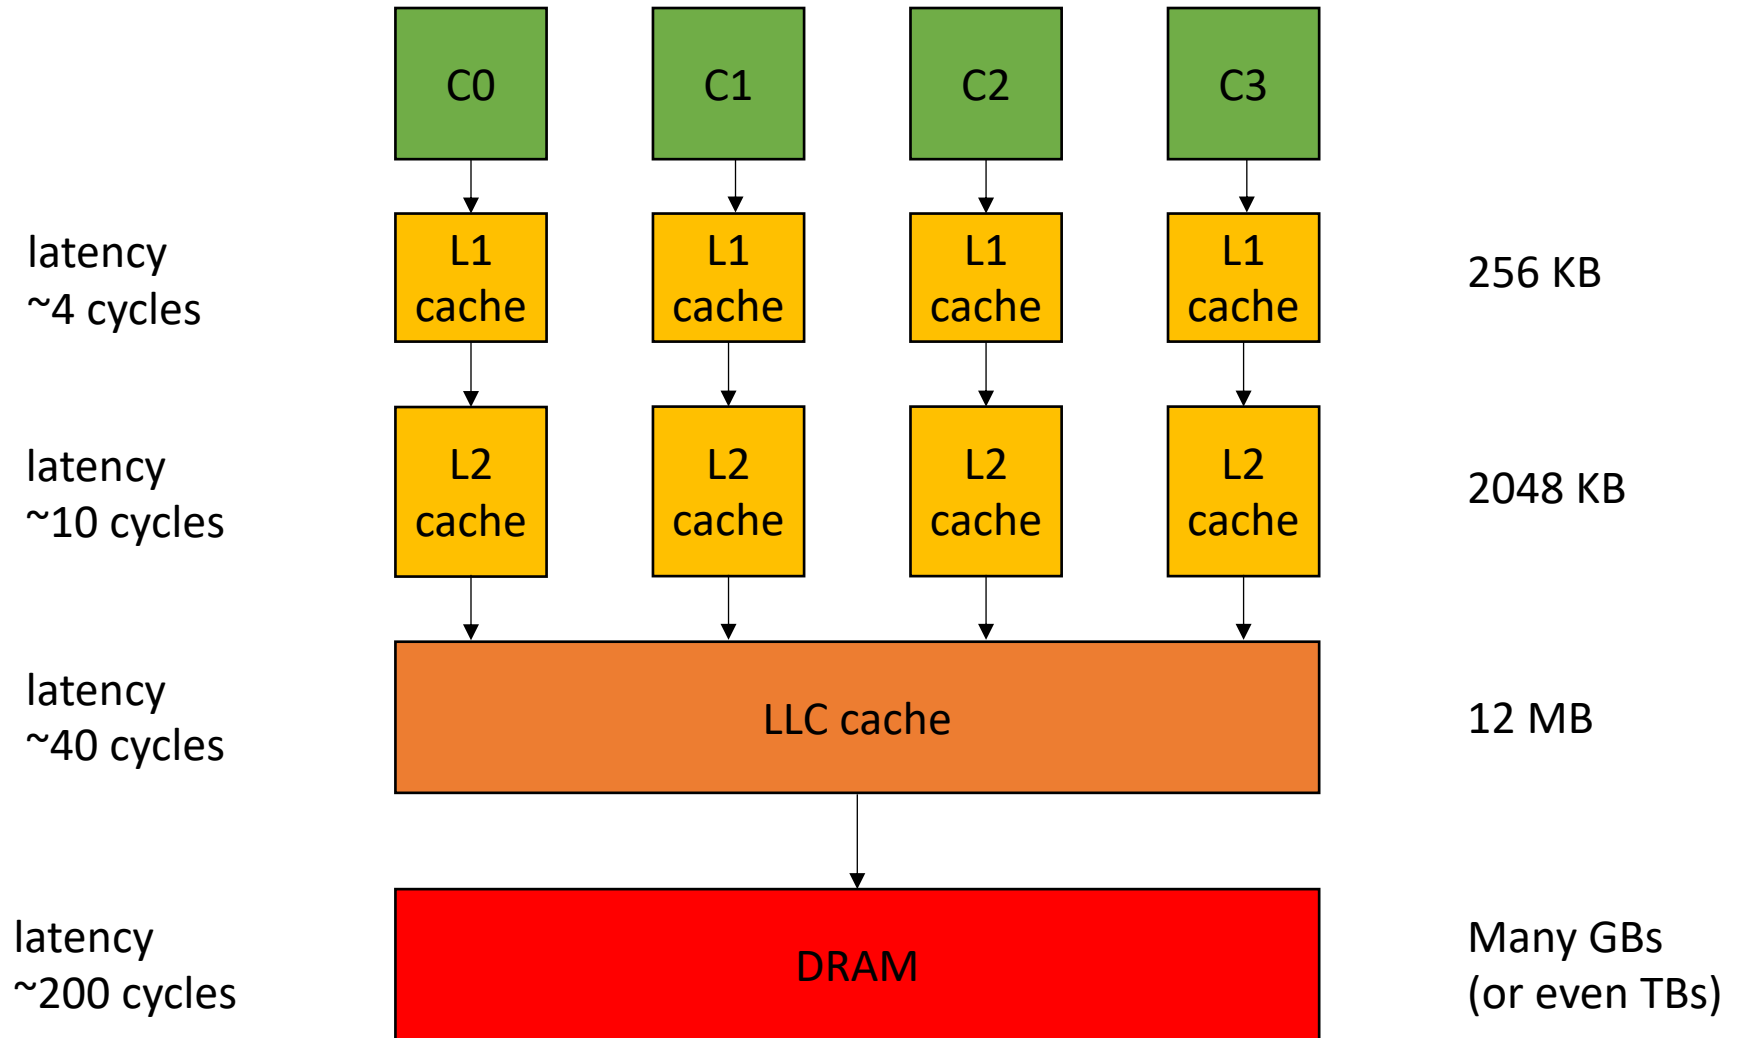 C0
C1
C2
C3
latency
~4 cycles
L1
cache
L1
cache
L1
cache
L1
cache
256 KB
latency
~10 cycles
L2
cache
L2
cache
L2
cache
L2
cache
2048 KB
latency
~40 cycles
LLC cache
12 MB
latency
~200 cycles
DRAM
Many GBs
(or even TBs)